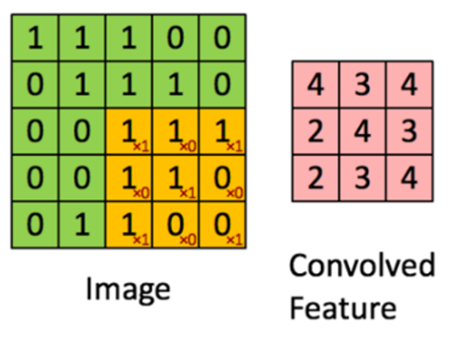 1 1 1 0 0
0 1 1 1 0
0 0 1×1 1×0 1×1
0 0 1×0 1×1 0×0
0 1 1×1 0×0 0×1
Image
4 3 4
2 4 3
2 3 4
Convolved
Feature